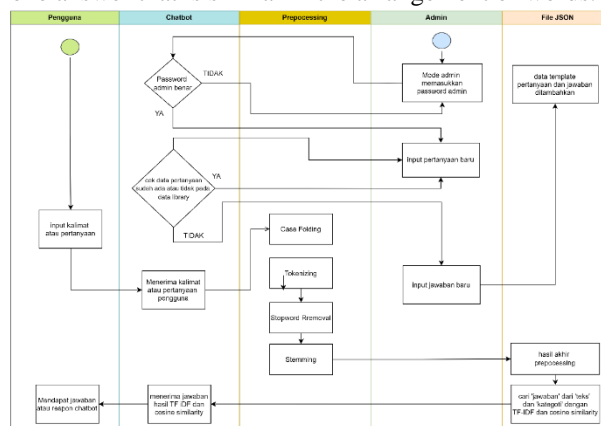 Pengguna
Chatbot
Prepocessing
Admin
File JSON
Password
admin benar
TIDAK
YA
Mode admin
memasukkan
password admin
data template
pertanyaan dan jawaban
ditambahkan
cek data pertanyaan
sudah ada atau tidak pada
data library
YA
TIDAK
Input pertanyaan baru
input kalimat
atau pertanyaan
Case Folding
Menerima kalimat
atau pertanyaan
pengguna
Tokenizing
Input jawaban baru
Stopword Rremoval
Stemming
hasil akhir
prepocessing
Mendapat jawaban
atau respon chatbot
menerima jawaban
hasil TF-IDF dan
cosine similarity
cari 'jawaban' dari 'teks'
dan 'kategori' dengan
TF-IDF dan cosine similarity